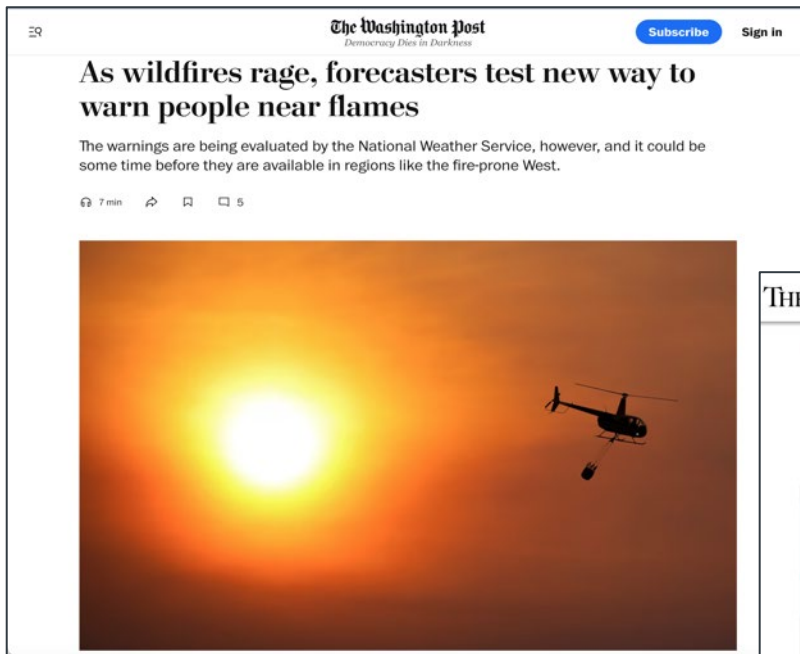 The Washington Post
Democracy Dies in Darkness
Subscribe
Sign in
As wildfires rage, forecasters test new way to
warn people near flames
The warnings are being evaluated by the National Weather Service, however, and it could be
some time before they are available in regions like the fire-prone West.
7 min
5
THE